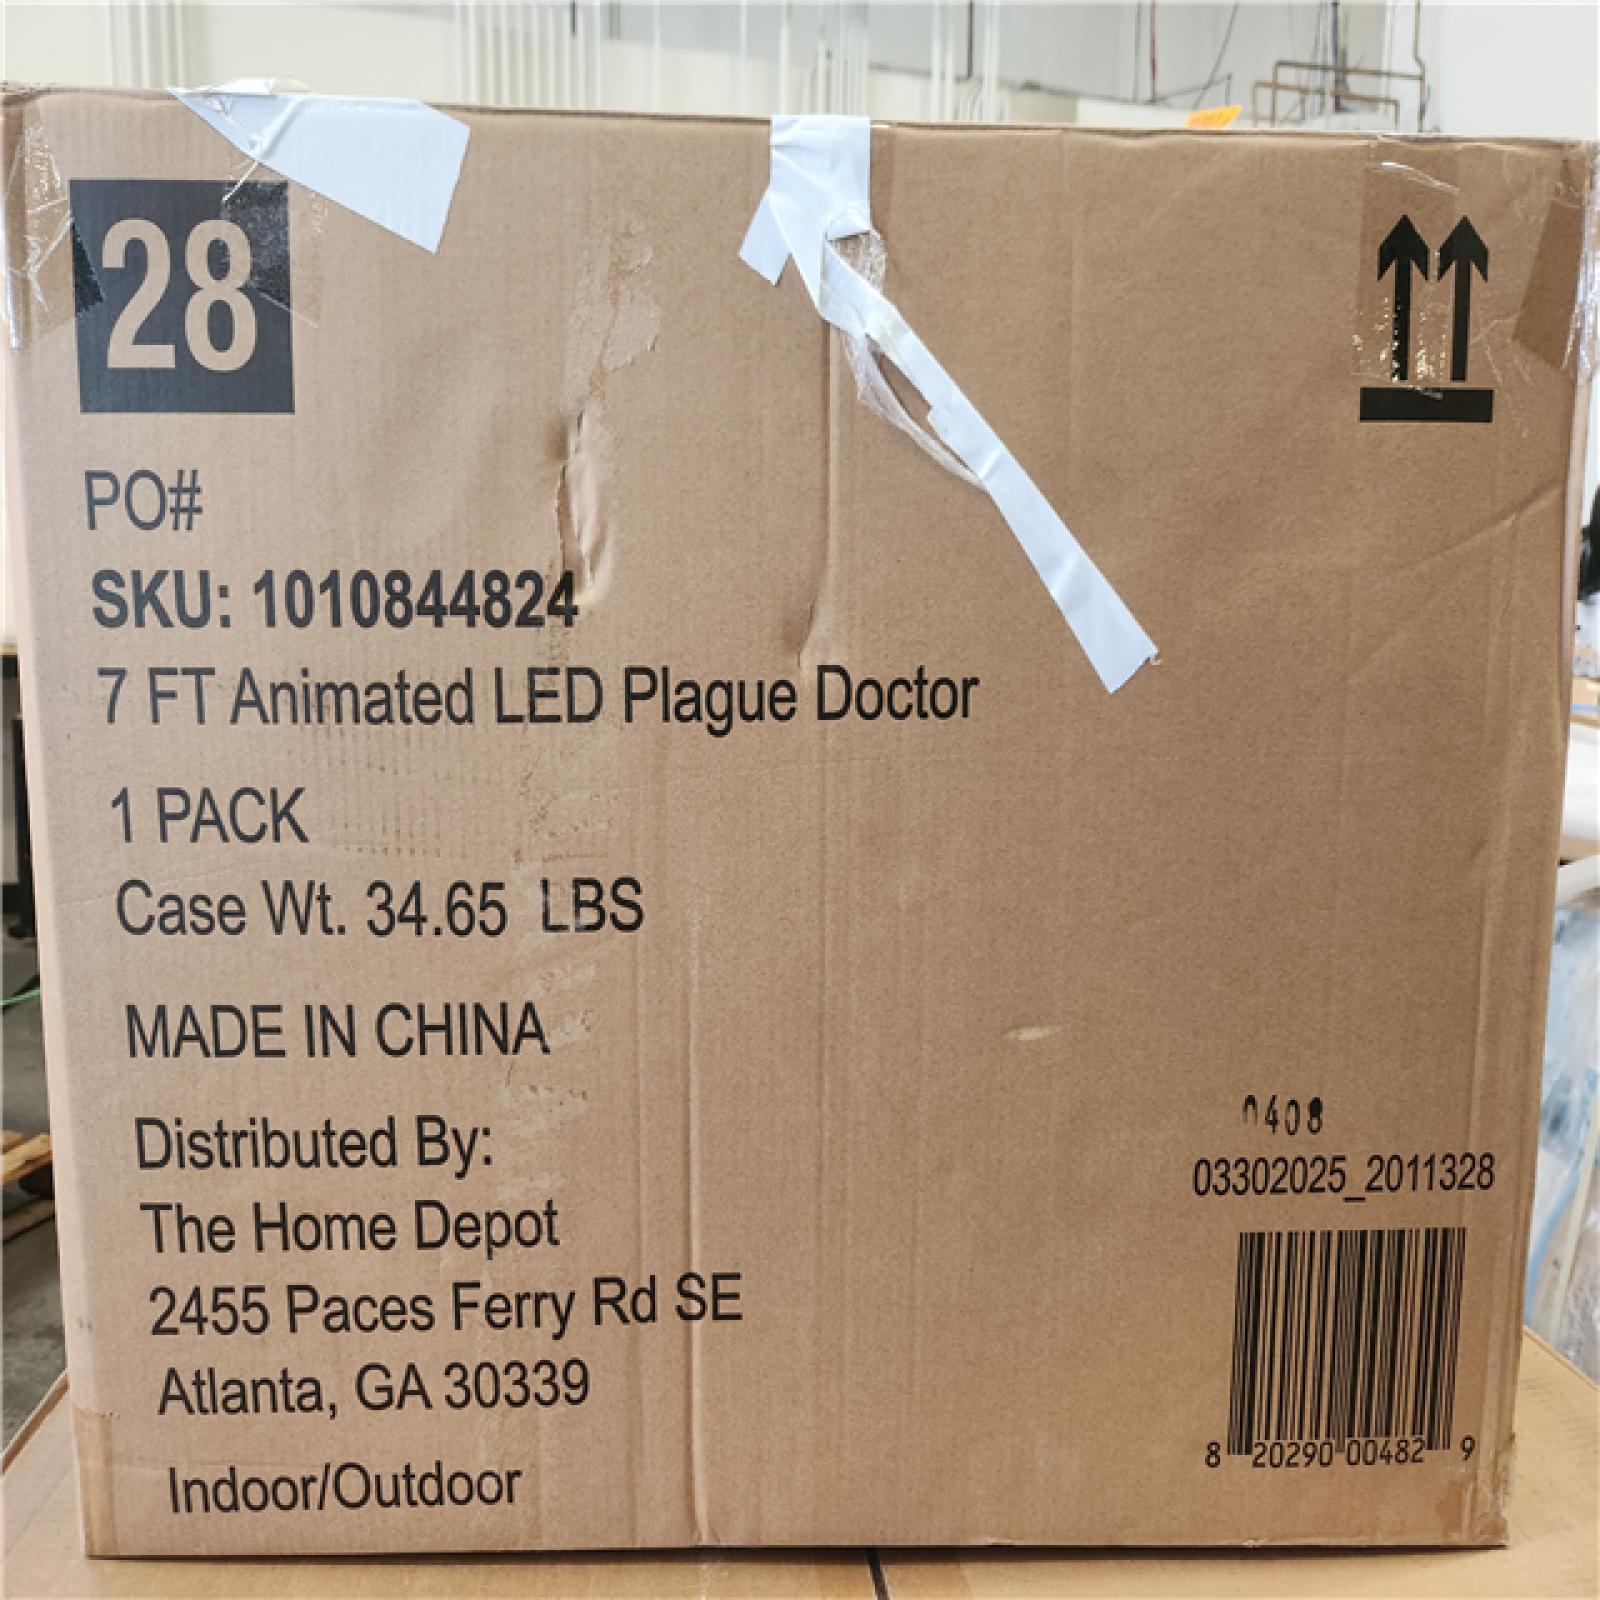 28
PO#
SKU: 1010844824
7 FT Animated LED Plague Doctor
1 PACK
Case Wt. 34.65 LBS
MADE IN CHINA
Distributed By:
The Home Depot
2455 Paces Ferry Rd SE
Atlanta, GA 30339
Indoor/Outdoor
0408
03302025_2011328
8 20290 00482 9